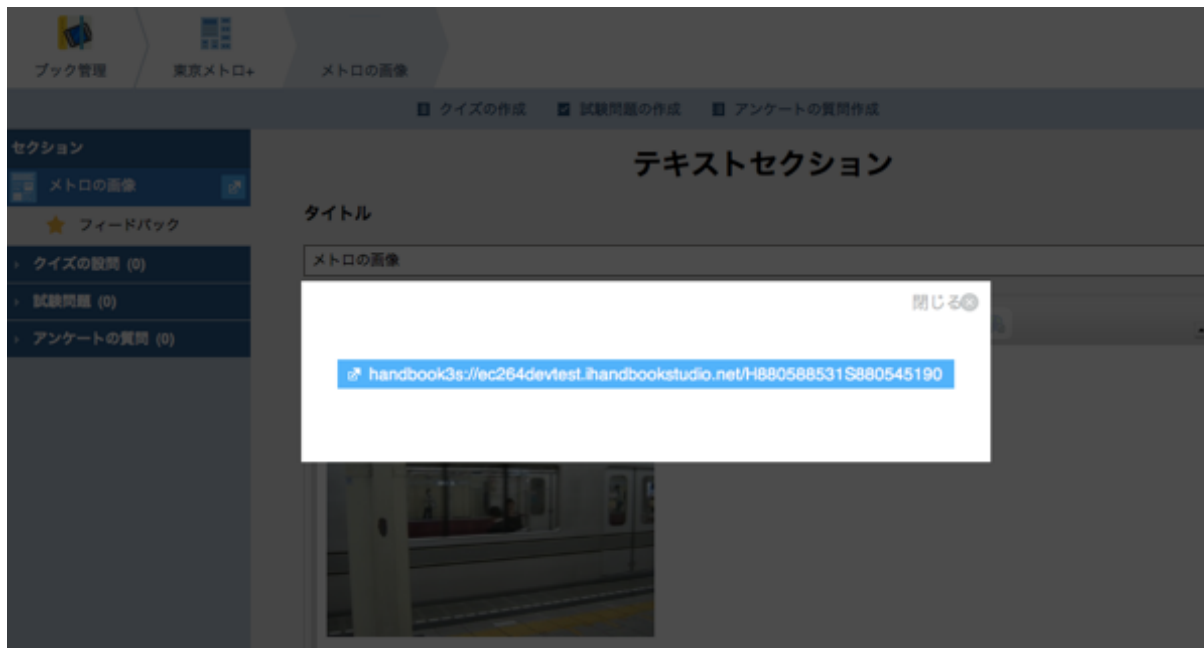 ブック管理
東京メトロ+
メトロの画像
クイズの作成 試験問題の作成 アンケートの質問作成
セクション
メトロの画像
フィードバック
クイズの設問 (0)
試験問題 (0)
アンケートの質問 (0)
テキストセクション
タイトル
メトロの画像
閉じる
handbook3s://ec264devtest.ihandbookstudio.net/H880588531S880545190